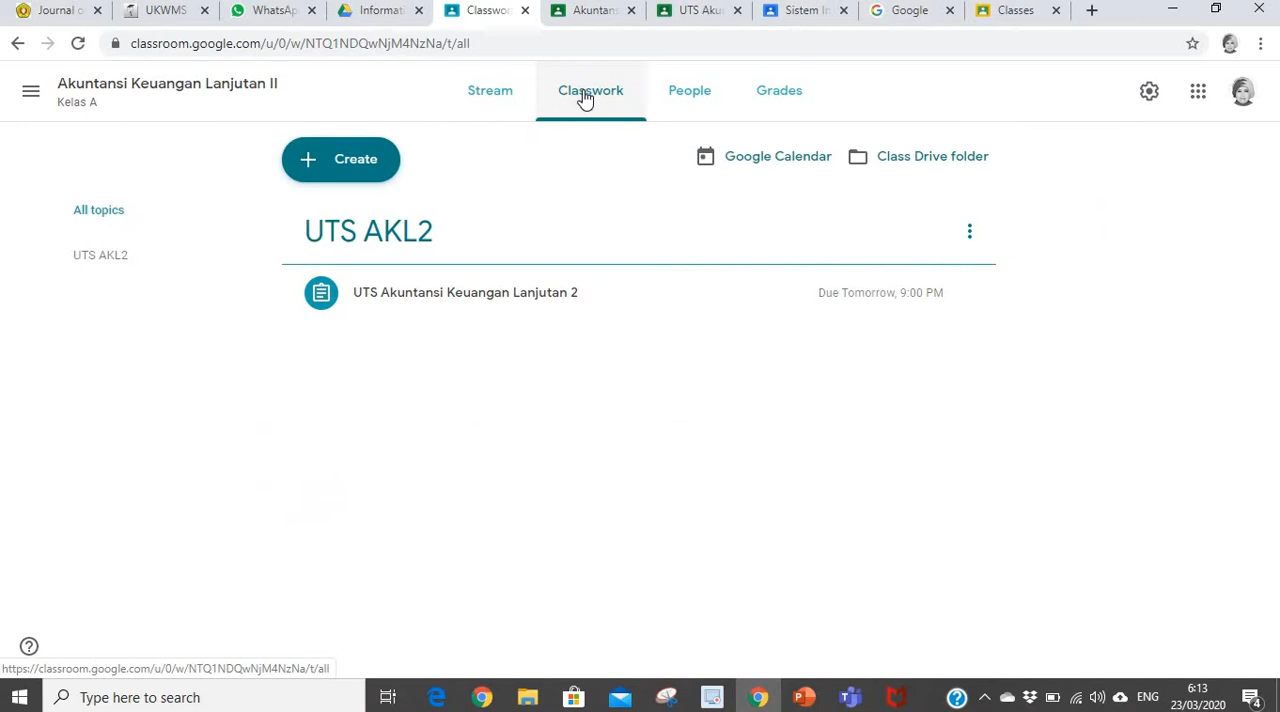 Journal o
UKWMS
WhatsAp
Informati
Classwo
Akuntans
UTS Aku
Sistem In
Google
Classes
classroom.google.com/u/0/w/NTQ1NDQwNjM4NzNa/t/all
Akuntansi Keuangan Lanjutan II
Kelas A
Stream
Classwork
People
Grades
Create
Google Calendar
Class Drive folder
All topics
UTS AKL2
UTS AKL2
UTS Akuntansi Keuangan Lanjutan 2
Due Tomorrow, 9:00 PM
https://classroom.google.com/u/0/w/NTQ1NDQwNjM4NzNa/t/all
Type here to search
ENG
6:13
23/03/2020
4